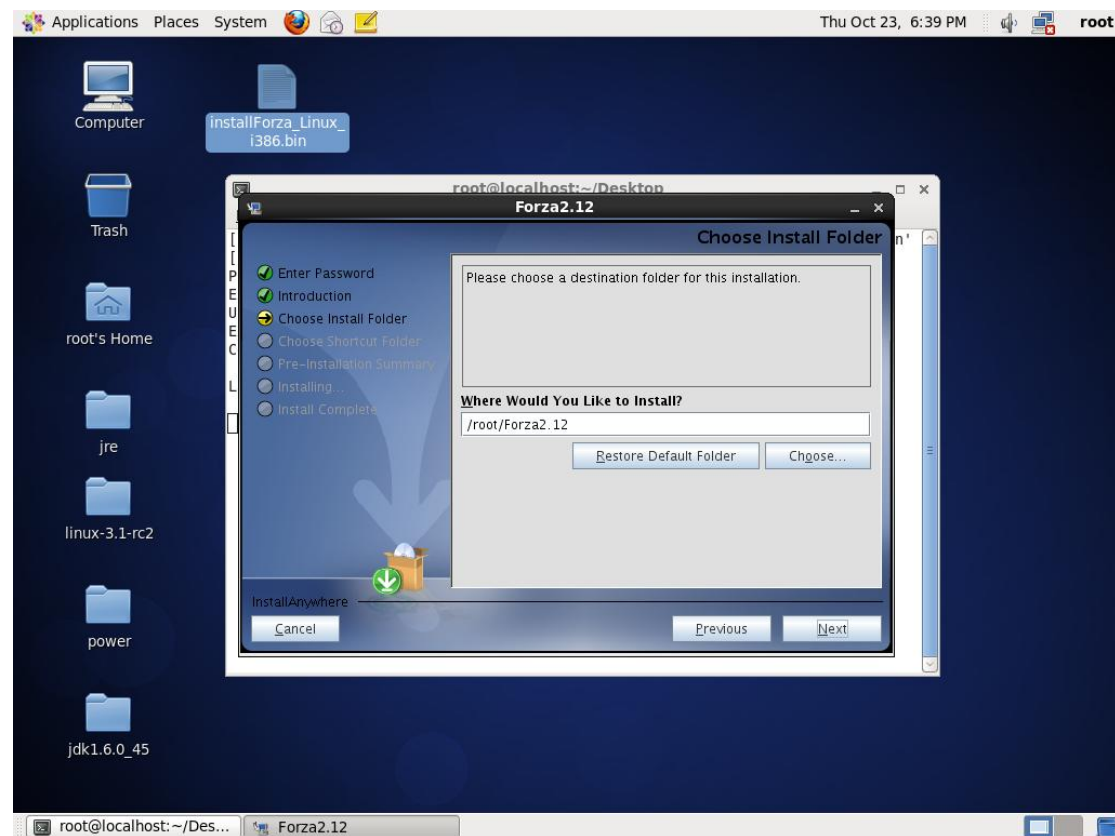 Applications Places System Thu Oct 23, 6:39 PM root
Computer
installForza_Linux_
i386.bin
Trash
root's Home
jre
linux-3.1-rc2
power
jdk1.6.0_45
root@localhost:~/Desktop
Forza2.12
Choose Install Folder
n'
[
[
P
E
U
E
C
L
Enter Password
Introduction
Choose Install Folder
Choose Shortcut Folder
Pre-Installation Summary
Installing...
Install Complete
Please choose a destination folder for this installation.
Where Would You Like to Install?
/root/Forza2.12
Restore Default Folder Choose...
InstallAnywhere
Cancel Previous Next
root@localhost:~/Des... Forza2.12